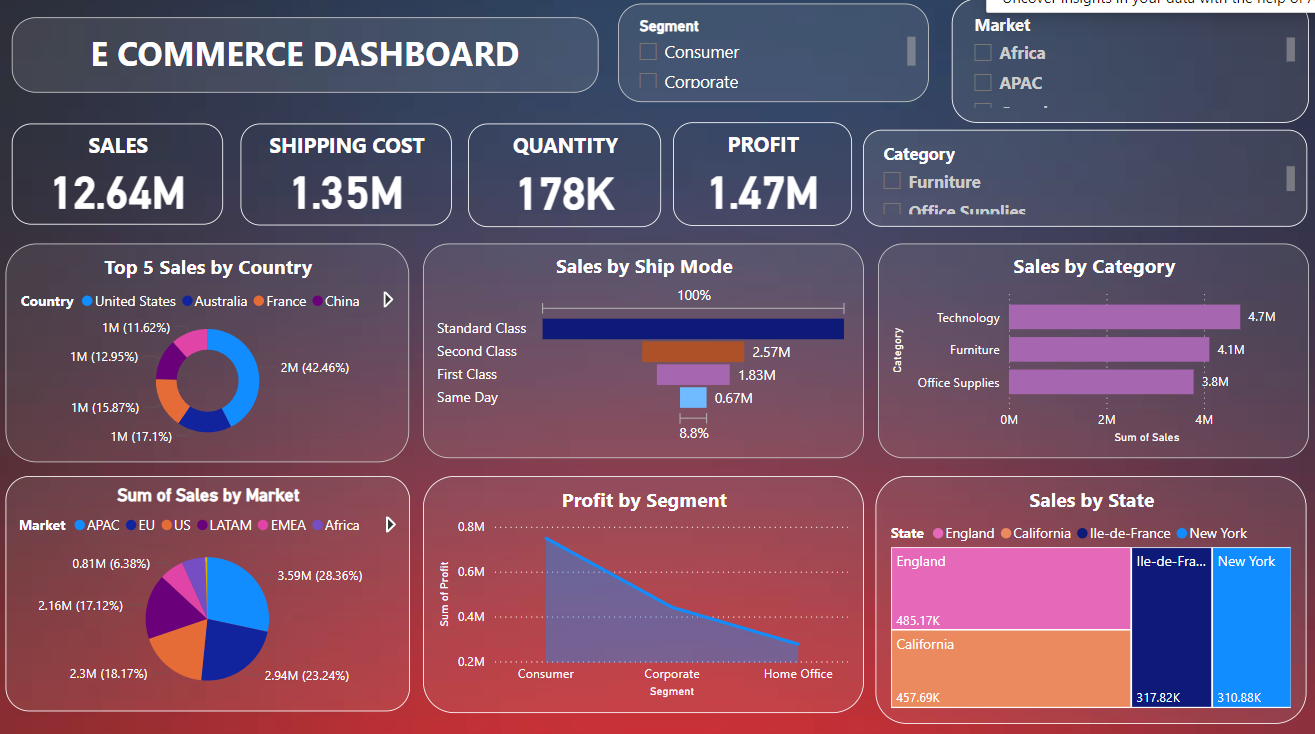 Uncover insights in your data with the help of
E COMMERCE DASHBOARD
Segment
Consumer
Corporate
Market
Africa
APAC
SALES
12.64M
SHIPPING COST
1.35M
QUANTITY
178K
PROFIT
1.47M
Category
Furniture
Office Supplies
Top 5 Sales by Country
Country United States Australia France China
1M (11.62%)
1M (12.95%)
2M (42.46%)
1M (15.87%)
1M (17.1%)
Sales by Ship Mode
100%
Standard Class
Second Class 2.57M
First Class 1.83M
Same Day 0.67M
8.8%
Sales by Category
Category
Technology 4.7M
Furniture 4.1M
Office Supplies 3.8M
0M 2M 4M
Sum of Sales
Sum of Sales by Market
Market APAC EU US LATAM EMEA Africa
0.81M (6.38%)
3.59M (28.36%)
2.16M (17.12%)
2.3M (18.17%)
2.94M (23.24%)
Profit by Segment
Sum of Profit
0.8M
0.6M
0.4M
0.2M
Consumer Corporate Home Office
Segment
Sales by State
State England California Ile-de-France New York
England
485.17K
California
457.69K
Ile-de-Fra...
317.82K
New York
310.88K